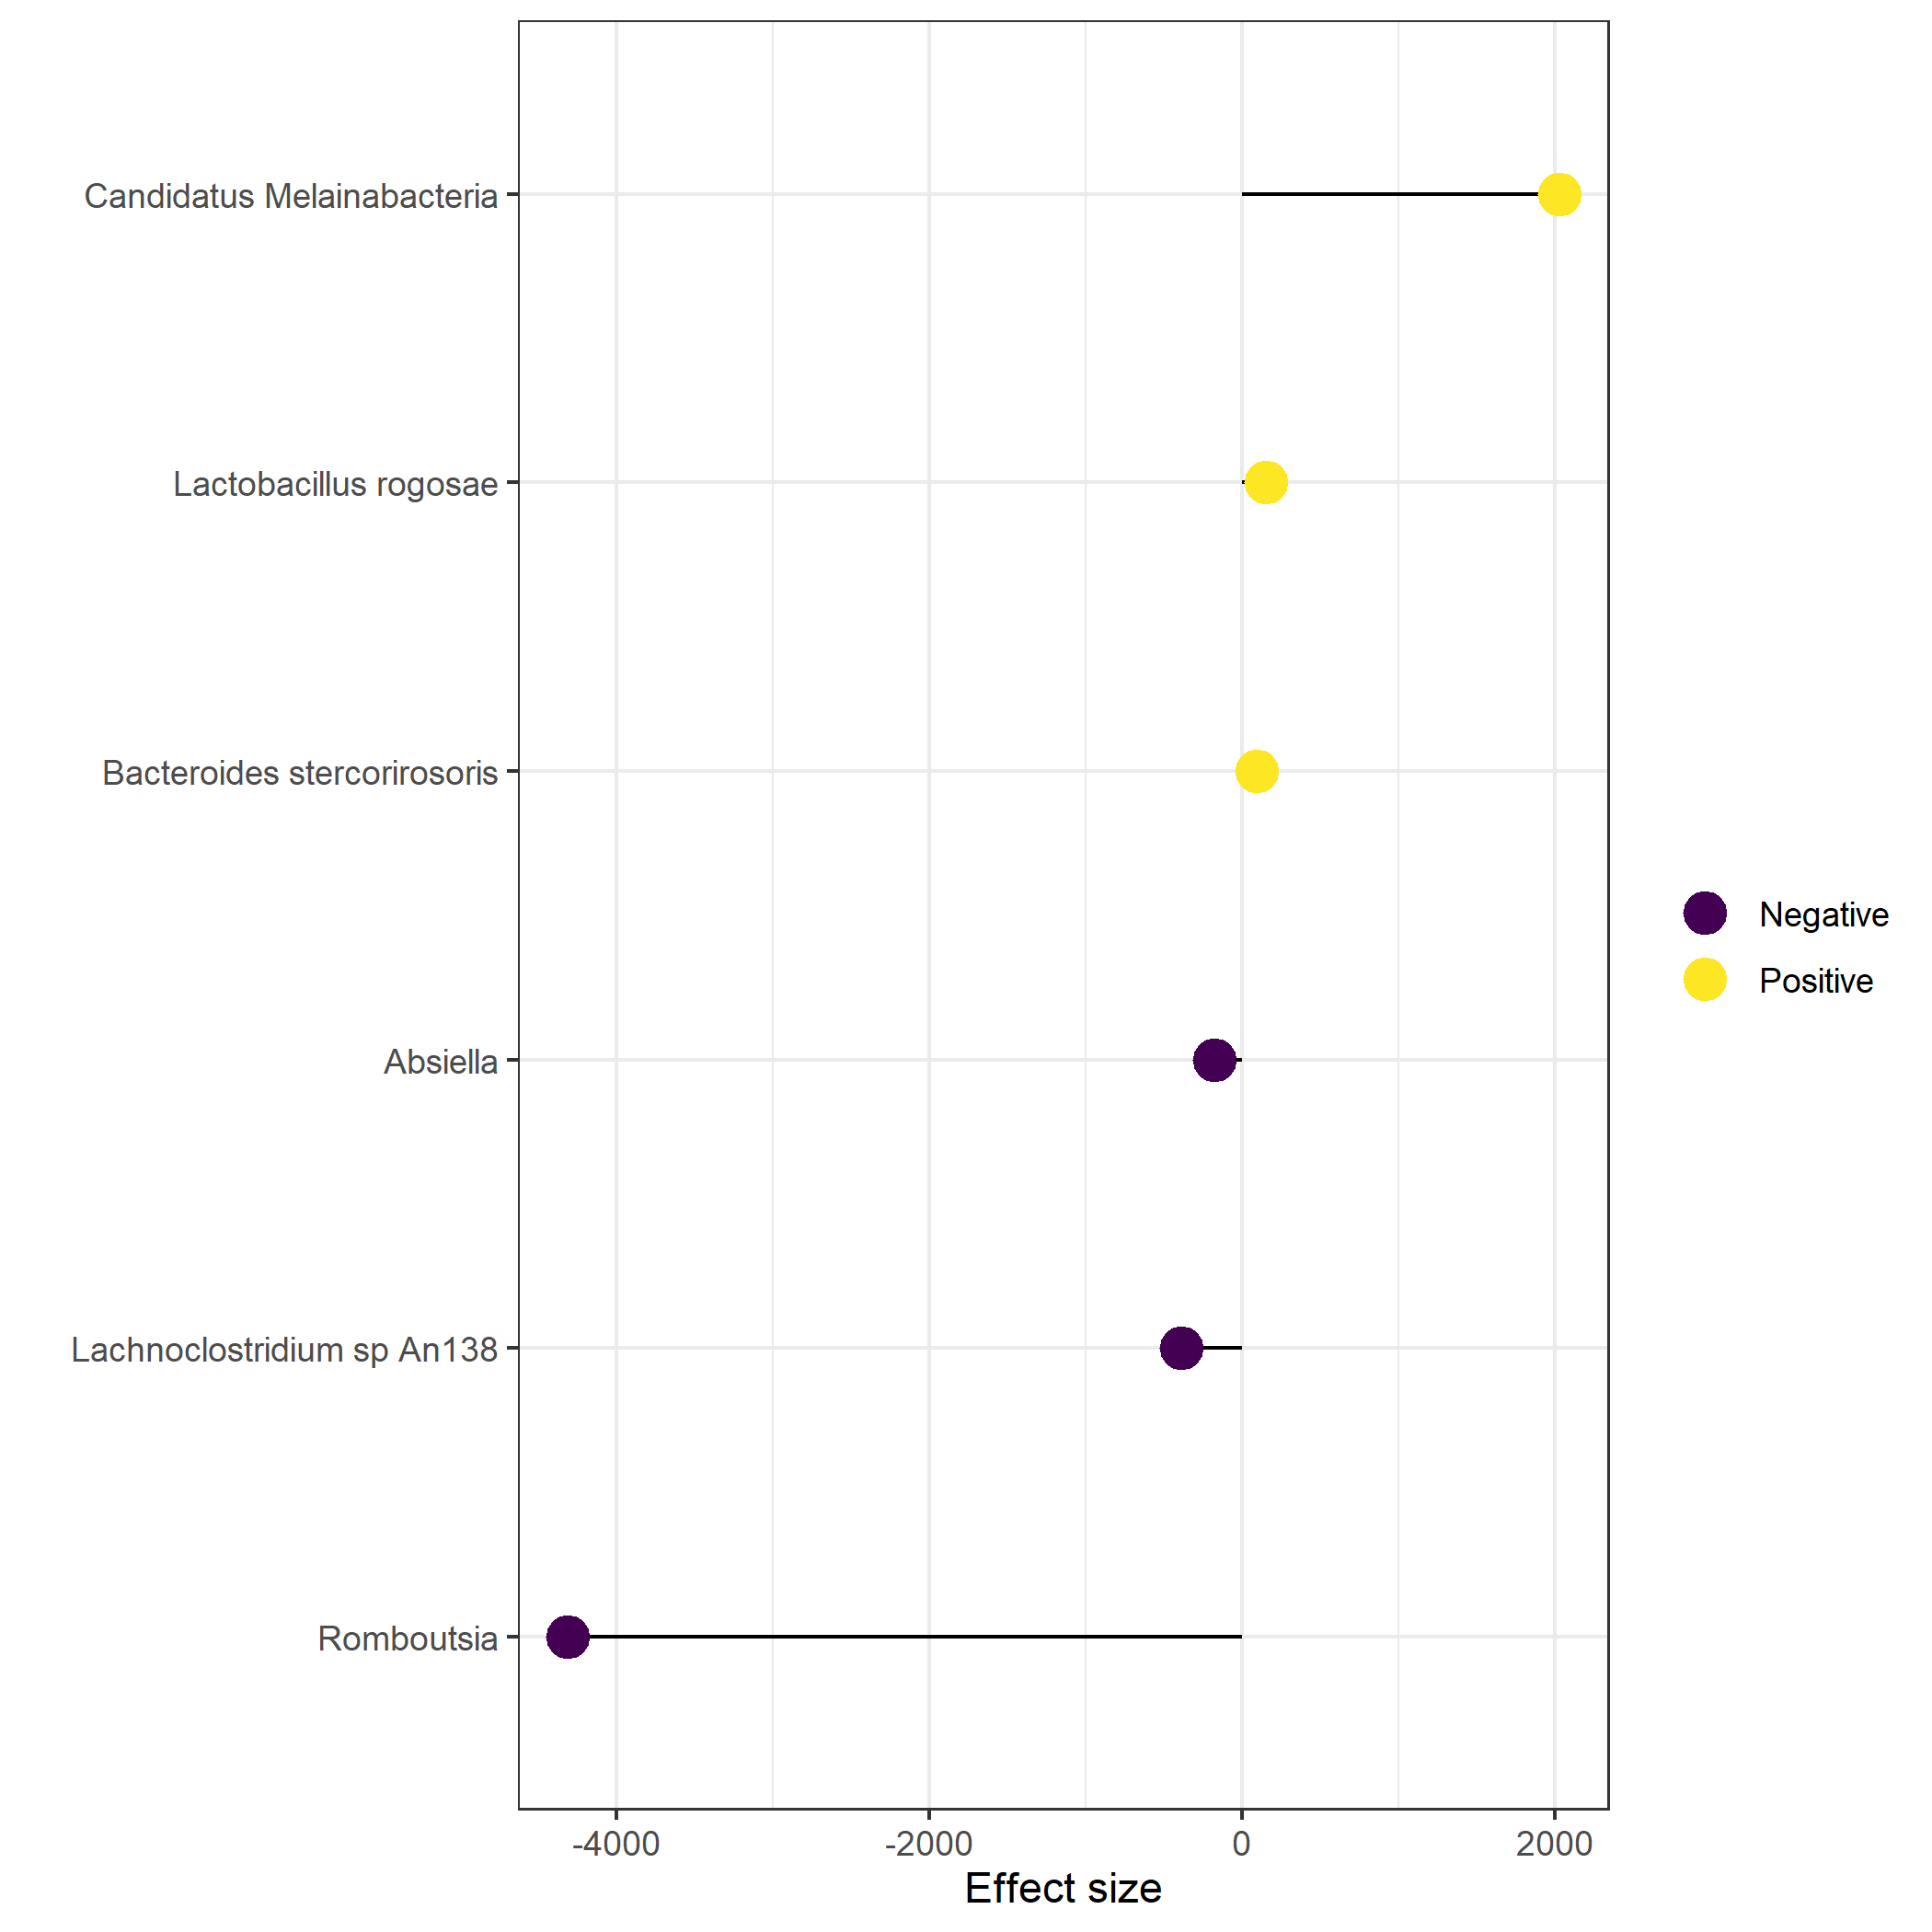 Candidatus Melainabacteria
Lactobacillus rogosae
Bacteroides stercorirosoris
Absiella
Lachnoclostridium sp An138
Romboutsia
-4000
-2000
0
2000
Effect size
Negative
Positive